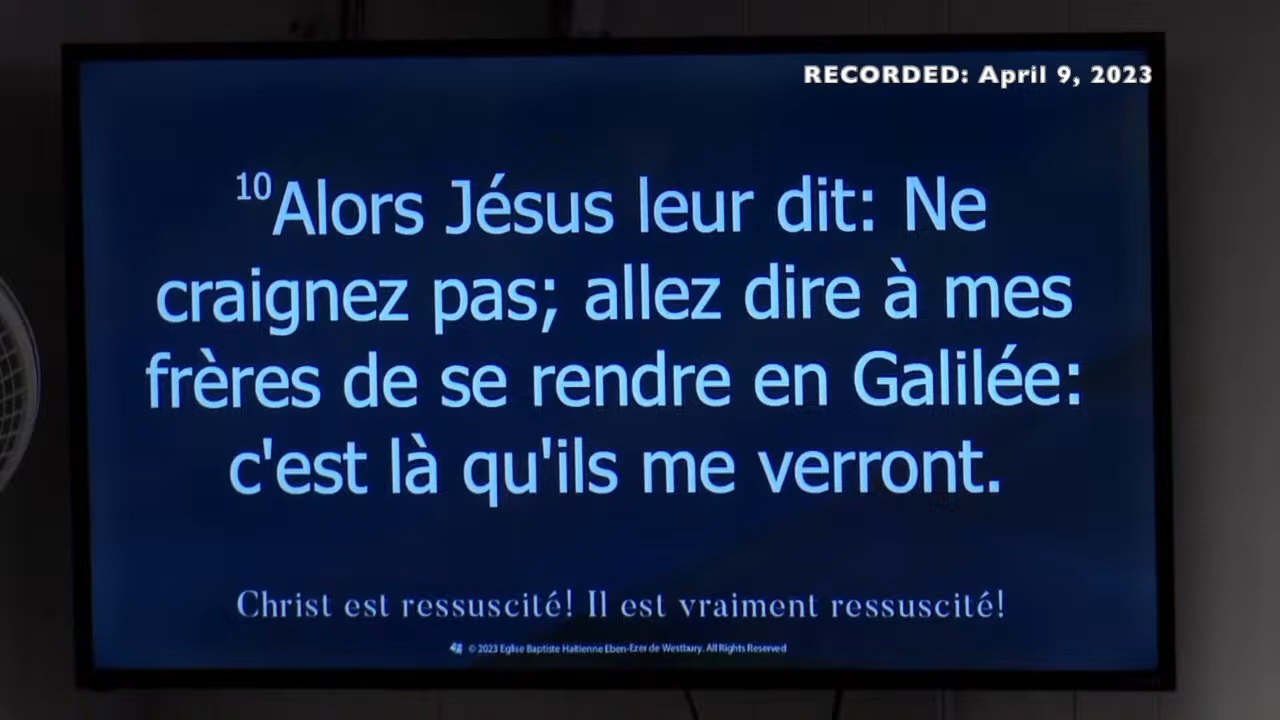 RECORDED: April 9, 2023
10Alors Jésus leur dit: Ne
craignez pas; allez dire à mes
frères de se rendre en Galilée:
c'est là qu'ils me verront.
Christ est ressuscité! Il est vraiment ressuscité!
© 2023 Eglise Baptiste Haïtienne Eben-Ezer de Westbury. All Rights Reserved